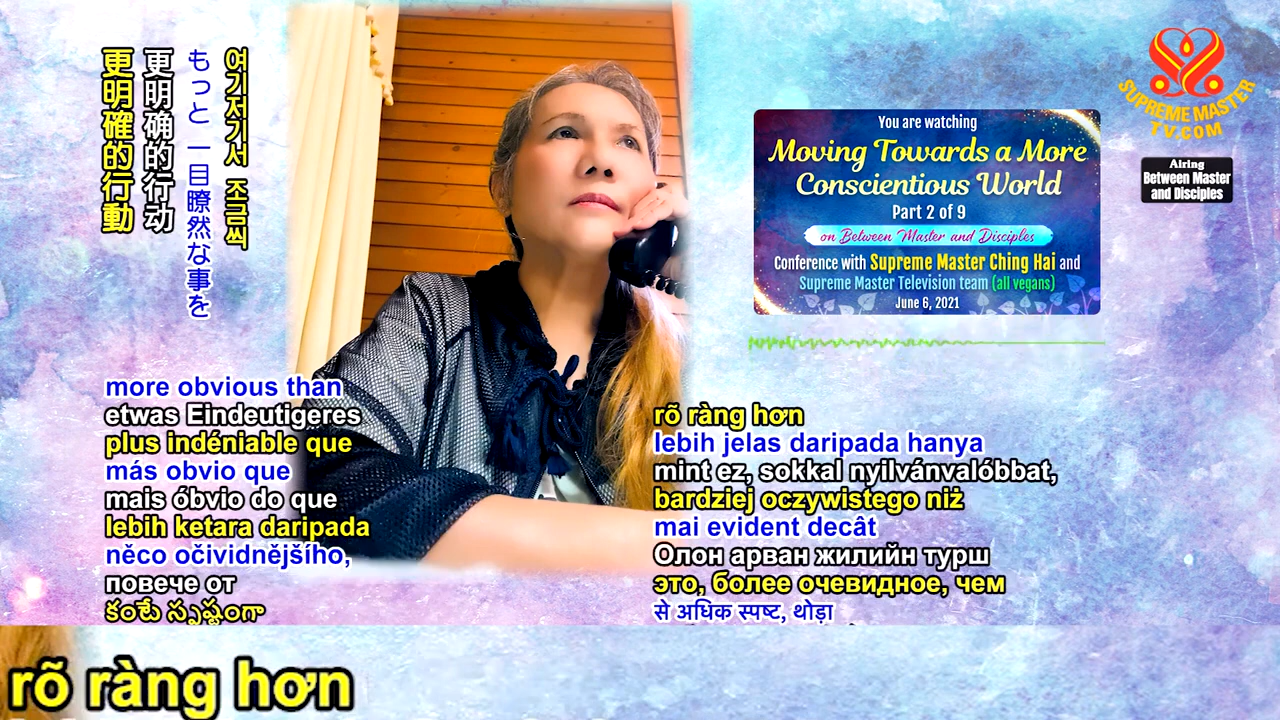 更明確的行動
更明确的行动
もっと一目瞭然な事を
여기저기서 조금씩
more obvious than
etwas Eindeutigeres
plus indéniable que
más obvio que
mais óbvio do que
lebih ketara daripada
něco očividnějšího,
повече от
కంటే స్పష్టంగా
rõ ràng hơn
lebih jelas daripada hanya
mint ez, sokkal nyilvánvalóbbat,
bardziej oczywistego niż
mai evident decât
Олон арван жилийн турш
это, более очевидное, чем
से अधिक स्पष्ट, थोड़ा
You are watching
Moving Towards a More
Conscientious World
Part 2 of 9
on Between Master and Disciples
Conference with Supreme Master Ching Hai and
Supreme Master Television team (all vegans)
June 6, 2021
SUPREME MASTER
TV.COM
Airing
Between Master
and Disciples
rõ ràng hơn